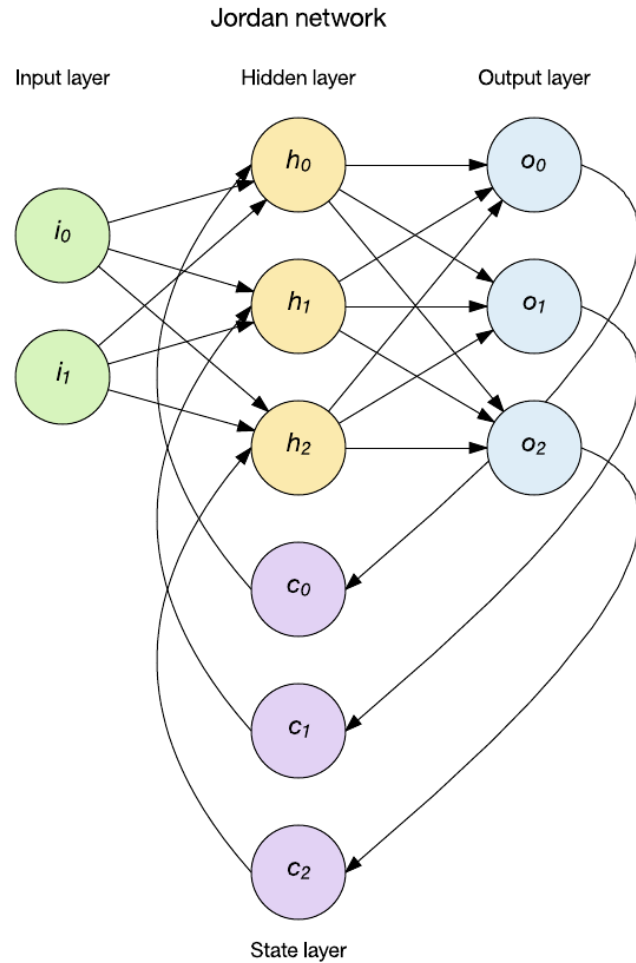 Jordan network
Input layer
Hidden layer
Output layer
h₀
o₀
i₀
h₁
o₁
i₁
h₂
o₂
c₀
c₁
c₂
State layer